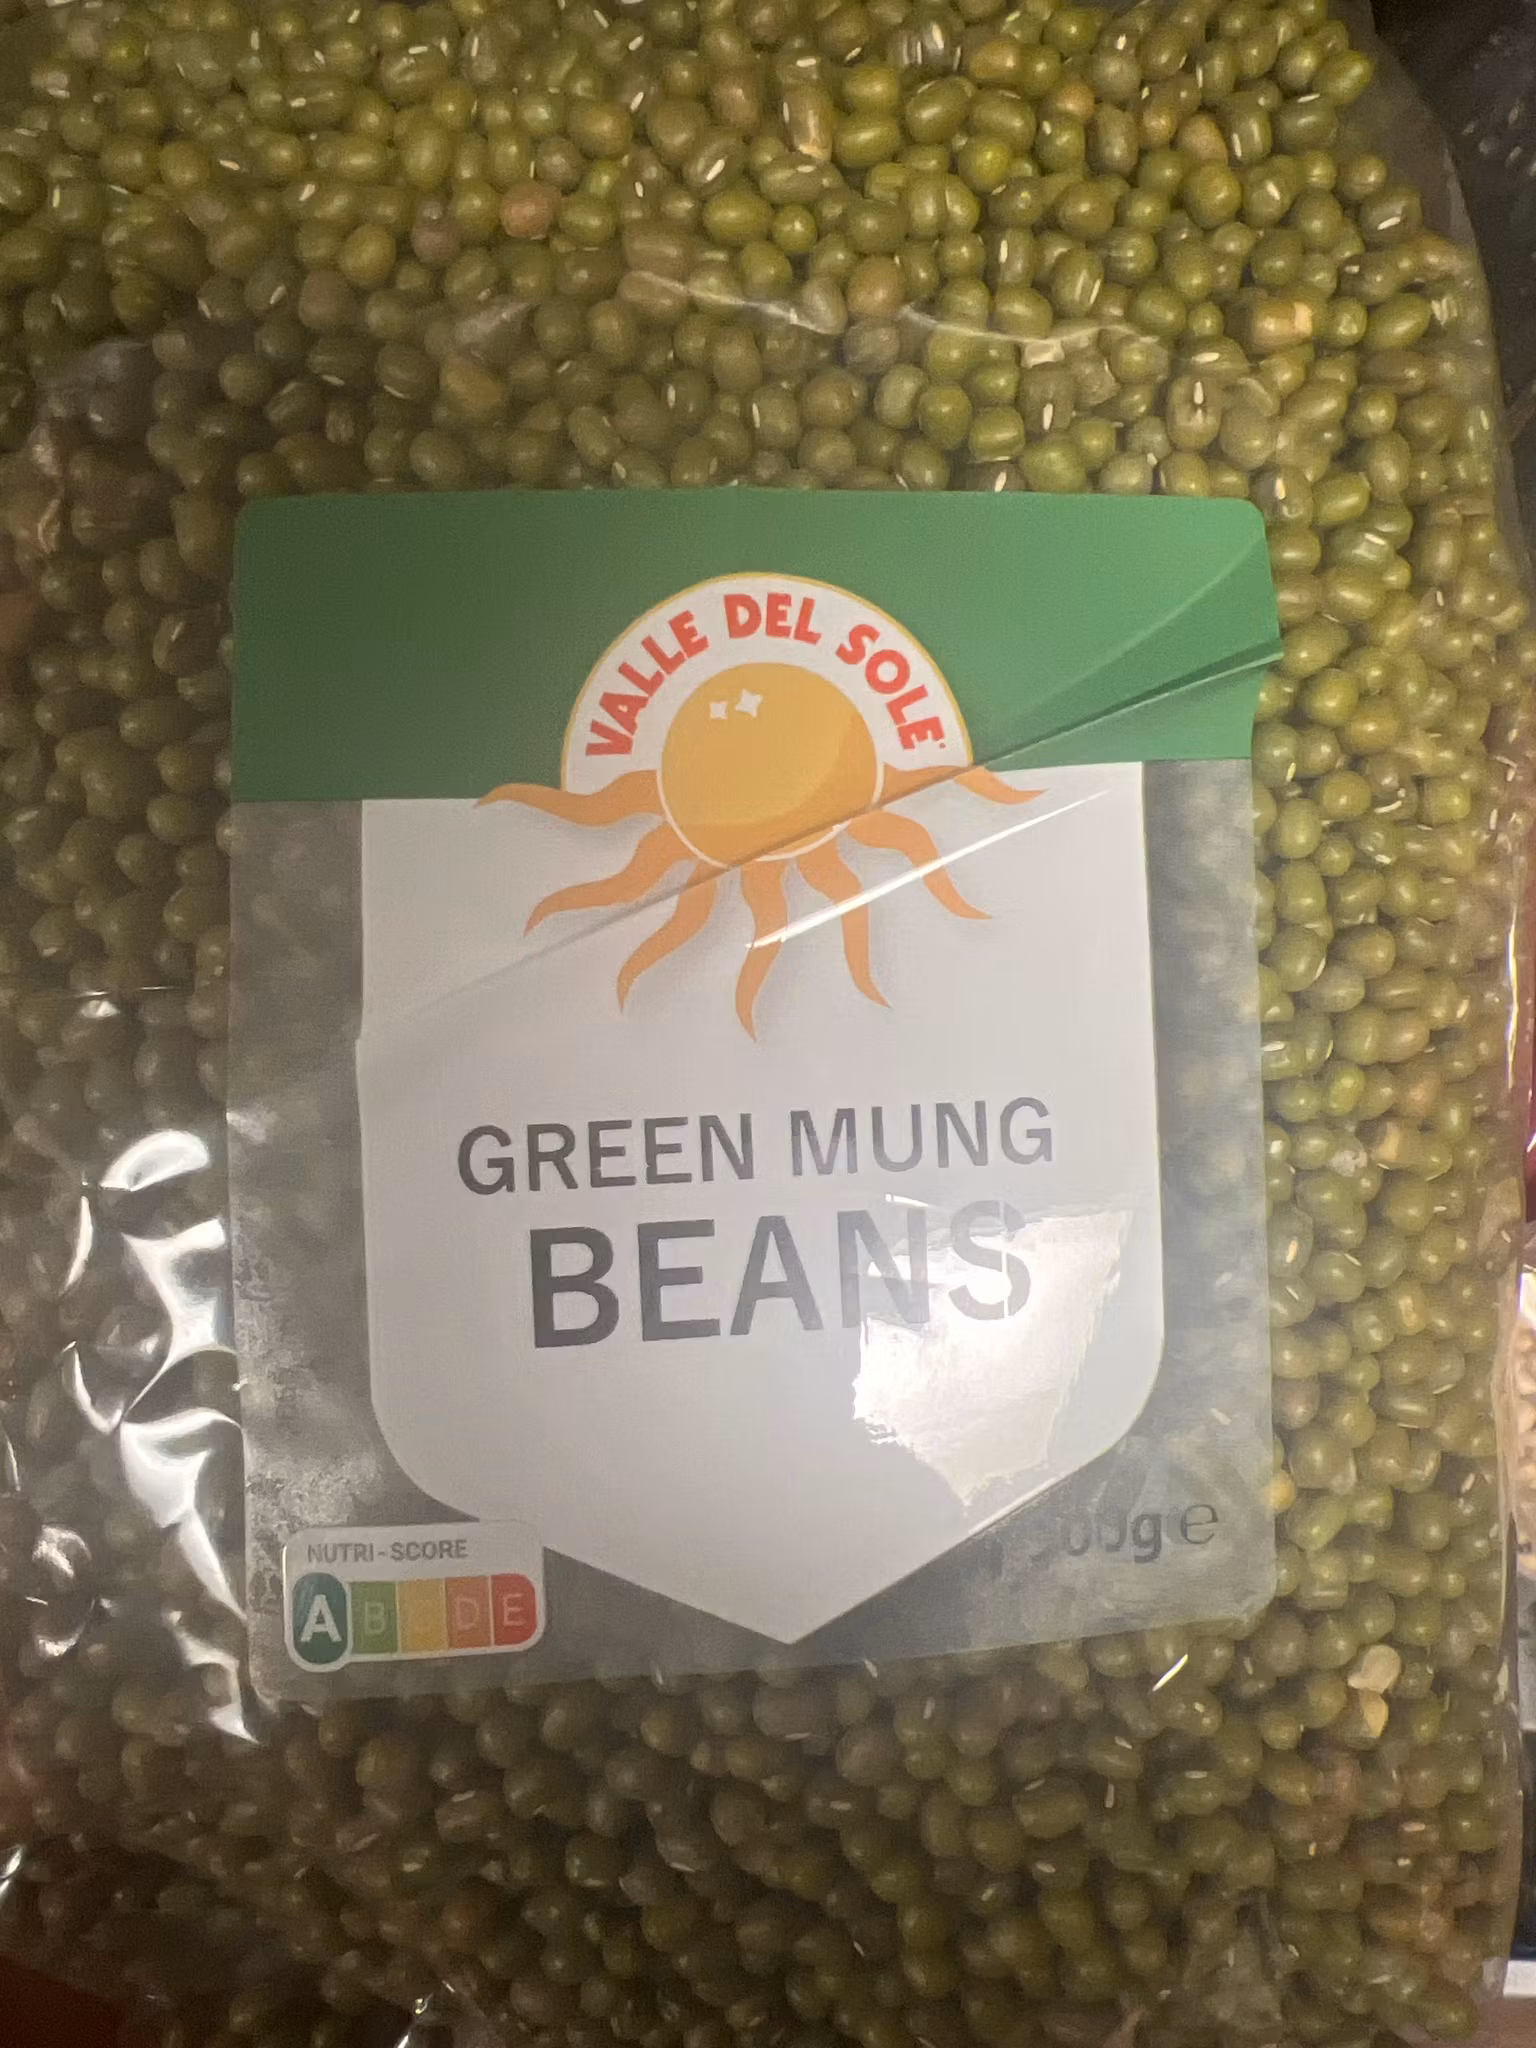 VALLE DEL SOLE
GREEN MUNG
BEANS
NUTRI-SCORE
A B C D E